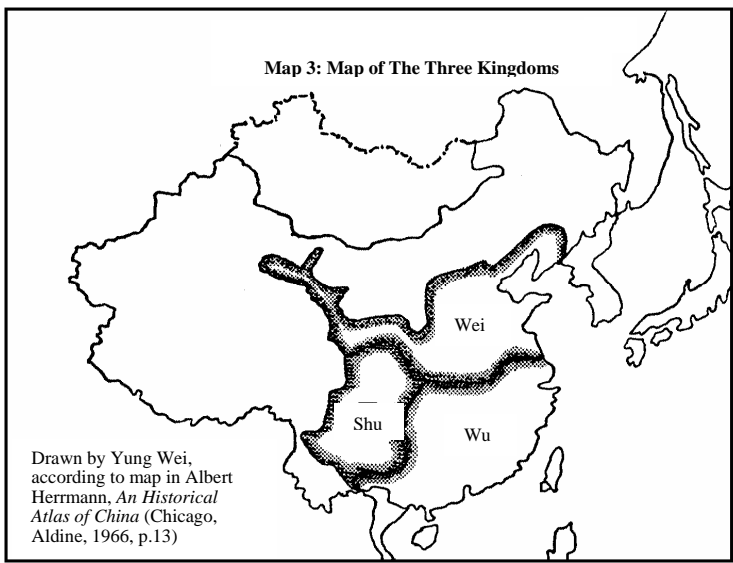 Map 3: Map of The Three Kingdoms
Wei
Shu
Wu
Drawn by Yung Wei,
according to map in Albert
Herrmann, An Historical
Atlas of China (Chicago,
Aldine, 1966, p.13)